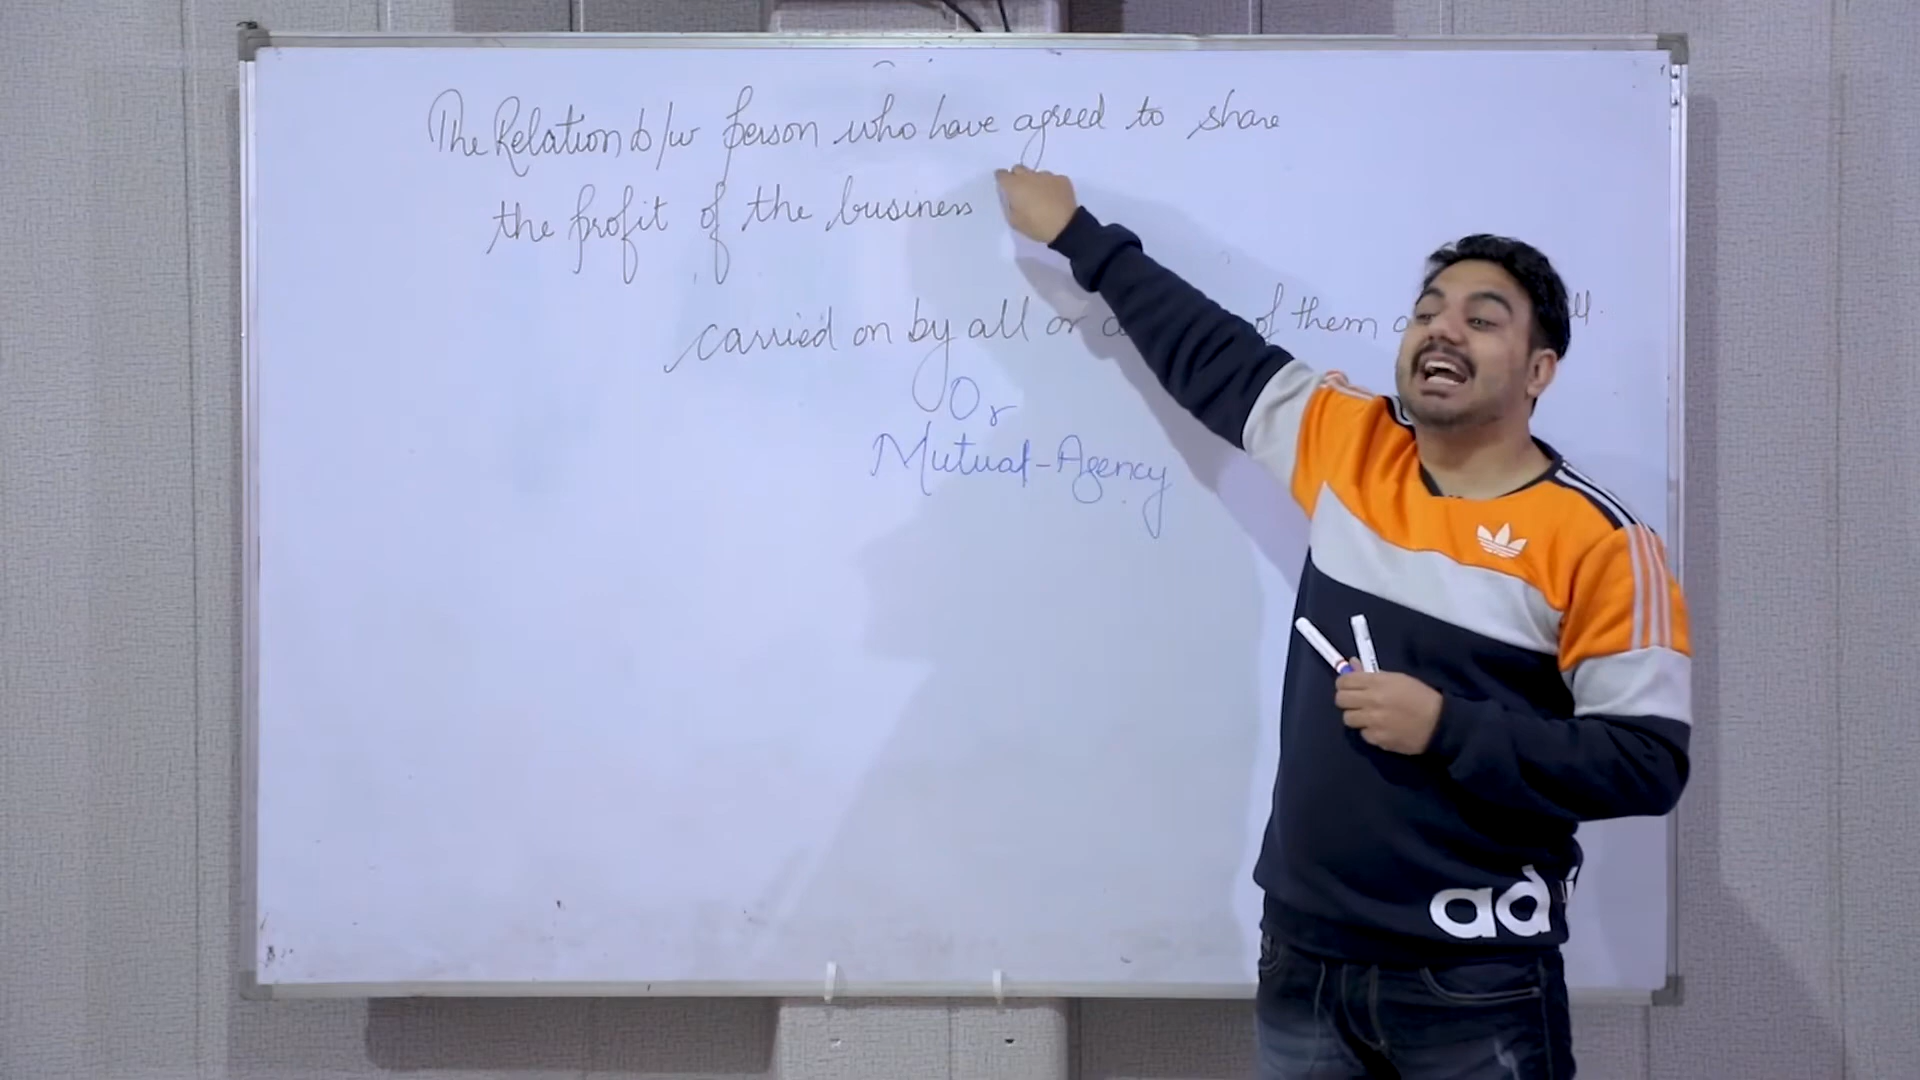 The Relation b/w person who have agreed to share
the profit of the business
carried on by all or of them
Or
Mutual-Agency
ad